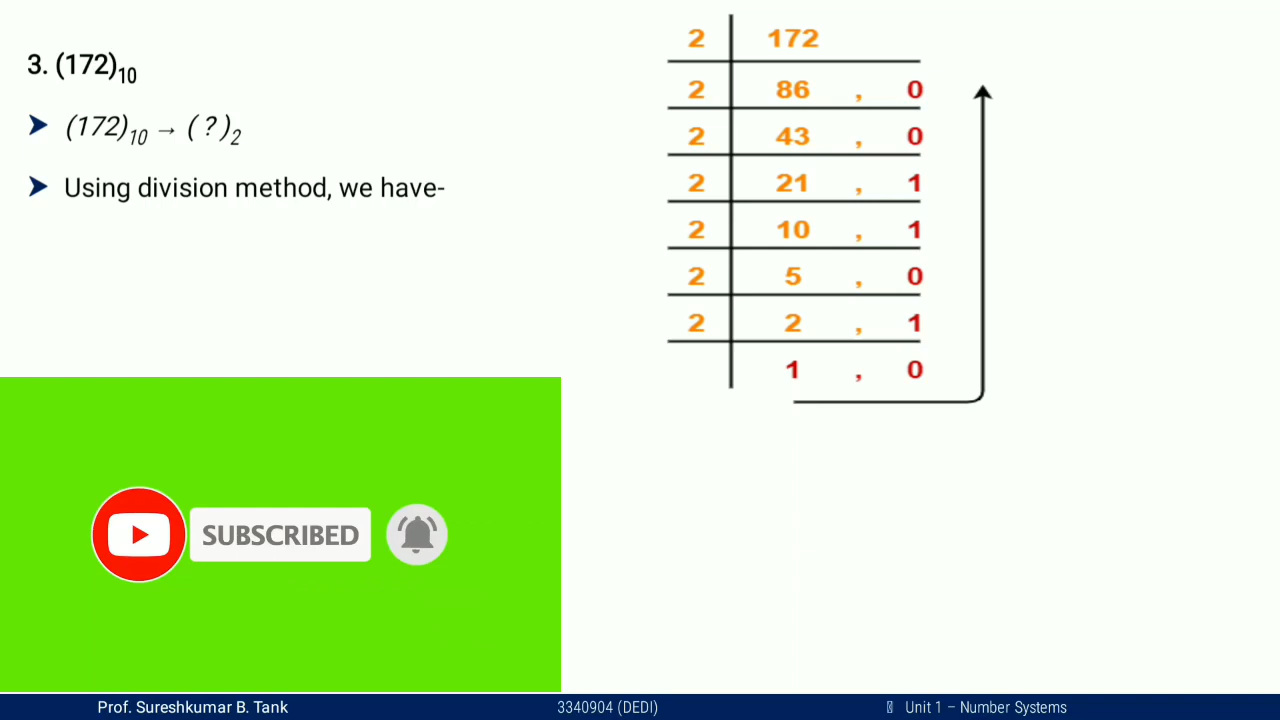 3. (172)10
(172)10 → ( ? )2
Using division method, we have-
2 172
2 86 , 0
2 43 , 0
2 21 , 1
2 10 , 1
2 5 , 0
2 2 , 1
1 , 0
SUBSCRIBED
Prof. Sureshkumar B. Tank 3340904 (DEDI) Unit 1 – Number Systems